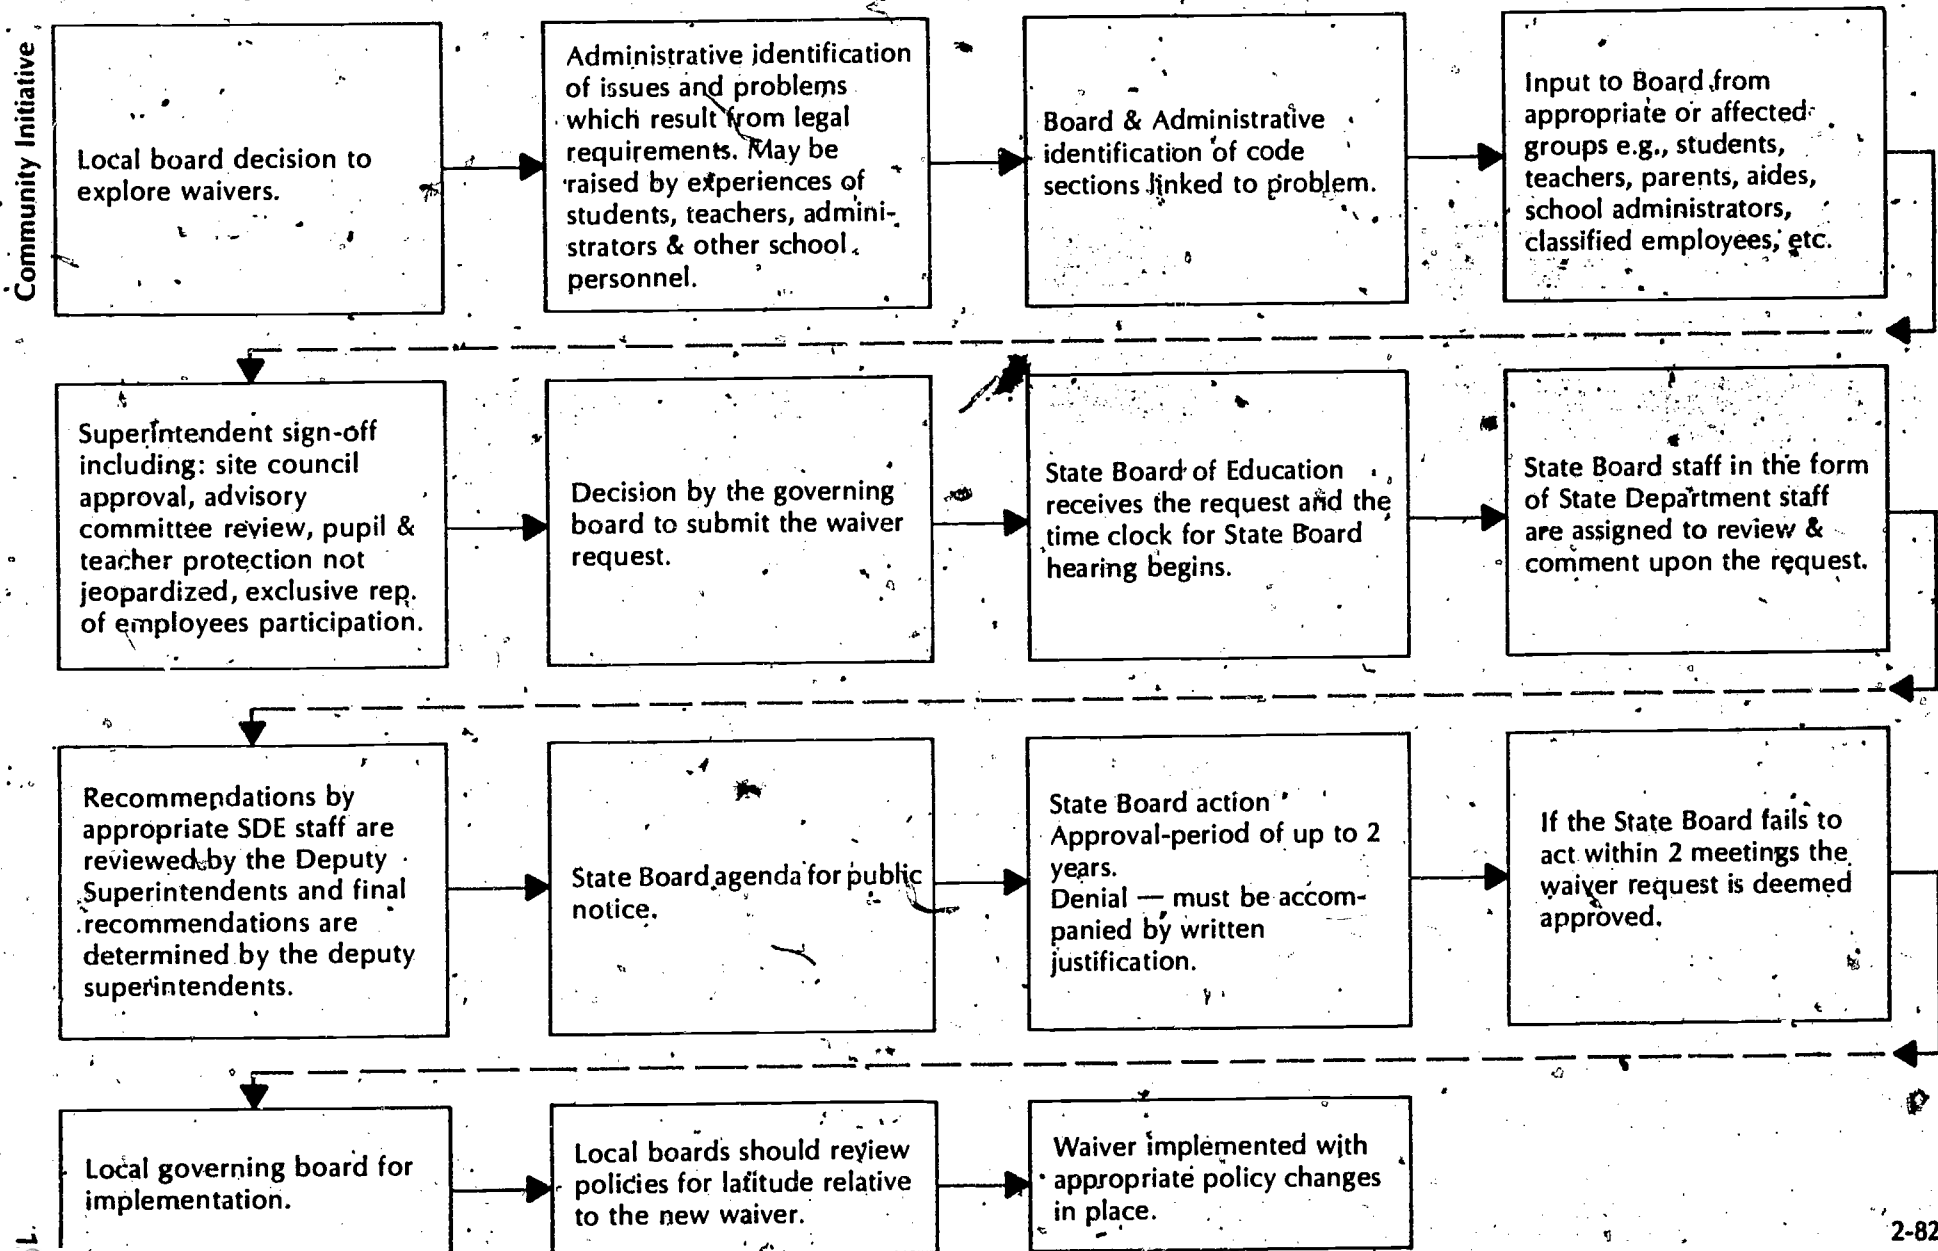 Community Initiative
Local board decision to
explore waivers.
Administrative identification
of issues and problems
which result from legal
requirements. May be
raised by experiences of
students, teachers, admini-
strators & other school
personnel.
Board & Administrative
identification of code
sections linked to problem.
Input to Board from
appropriate or affected
groups e.g., students,
teachers, parents, aides,
school administrators,
classified employees, etc.
Superintendent sign-off
including: site council
approval, advisory
committee review, pupil &
teacher protection not
jeopardized, exclusive rep.
of employees participation.
Decision by the governing
board to submit the waiver
request.
State Board of Education
receives the request and the
time clock for State Board
hearing begins.
State Board staff in the form
of State Department staff
are assigned to review &
comment upon the request.
Recommendations by
appropriate SDE staff are
reviewed by the Deputy
Superintendents and final
recommendations are
determined by the deputy
superintendents.
State Board agenda for public
notice.
State Board action
Approval-period of up to 2
years.
Denial — must be accom-
panied by written
justification.
If the State Board fails to
act within 2 meetings the
waiver request is deemed
approved.
Local governing board for
implementation.
Local boards should review
policies for latitude relative
to the new waiver.
Waiver implemented with
appropriate policy changes
in place.
2-82